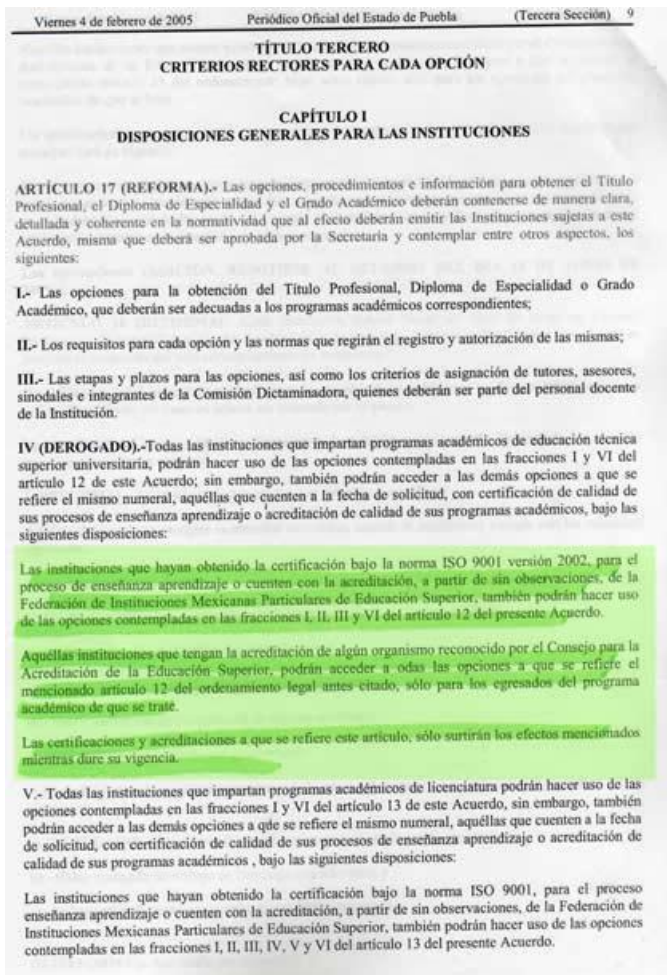 Viernes 4 de febrero de 2005 Periódico Oficial del Estado de Puebla (Tercera Sección) 9
TÍTULO TERCERO
CRITERIOS RECTORES PARA CADA OPCIÓN
CAPÍTULO I
DISPOSICIONES GENERALES PARA LAS INSTITUCIONES
ARTÍCULO 17 (REFORMA).- Las opciones, procedimientos e información para obtener el Título
Profesional, el Diploma de Especialidad y el Grado Académico deberán contenerse de manera clara,
detallada y coherente en la normatividad que al efecto deberán emitir las Instituciones sujetas a este
Acuerdo, misma que deberá ser aprobada por la Secretaría y contemplar entre otros aspectos, los
siguientes:
I.- Las opciones para la obtención del Título Profesional, Diploma de Especialidad o Grado
Académico, que deberán ser adecuadas a los programas académicos correspondientes;
II.- Los requisitos para cada opción y las normas que regirán el registro y autorización de las mismas;
III.- Las etapas y plazos para las opciones, así como los criterios de asignación de tutores, asesores,
sinodales e integrantes de la Comisión Dictaminadora, quienes deberán ser parte del personal docente
de la Institución.
IV (DEROGADO).-Todas las instituciones que impartan programas académicos de educación técnica
superior universitaria, podrán hacer uso de las opciones contempladas en las fracciones I y VI del
artículo 12 de este Acuerdo; sin embargo, también podrán acceder a las demás opciones a que se
refiere el mismo numeral, aquéllas que cuenten a la fecha de solicitud, con certificación de calidad de
sus procesos de enseñanza aprendizaje o acreditación de calidad de sus programas académicos, bajo las
siguientes disposiciones:
Las instituciones que hayan obtenido la certificación bajo la norma ISO 9001 versión 2002, para el
proceso de enseñanza aprendizaje o cuenten con la acreditación, a partir de sin observaciones, de la
Federación de Instituciones Mexicanas Particulares de Educación Superior, también podrán hacer uso
de las opciones contempladas en las fracciones I, II, III y VI del artículo 12 del presente Acuerdo.
Aquéllas instituciones que tengan la acreditación de algún organismo reconocido por el Consejo para la
Acreditación de la Educación Superior, podrán acceder a odas las opciones a que se refiere el
mencionado artículo 12 del ordenamiento legal antes citado, sólo para los egresados del programa
académico de que se trate.
Las certificaciones y acreditaciones a que se refiere este artículo, sólo surtirán los efectos mencionados
mientras dure su vigencia.
V.- Todas las instituciones que impartan programas académicos de licenciatura podrán hacer uso de las
opciones contempladas en las fracciones I y VI del artículo 13 de este Acuerdo, sin embargo, también
podrán acceder a las demás opciones a que se refiere el mismo numeral, aquéllas que cuenten a la fecha
de solicitud, con certificación de calidad de sus procesos de enseñanza aprendizaje o acreditación de
calidad de sus programas académicos , bajo las siguientes disposiciones:
Las instituciones que hayan obtenido la certificación bajo la norma ISO 9001, para el proceso
enseñanza aprendizaje o cuenten con la acreditación, a partir de sin observaciones, de la Federación de
Instituciones Mexicanas Particulares de Educación Superior, también podrán hacer uso de las opciones
contempladas en las fracciones I, II, III, IV, V y VI del artículo 13 del presente Acuerdo.